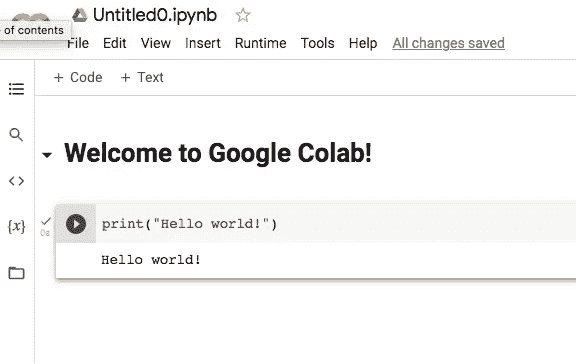 Untitled0.ipynb
of contents
File Edit View Insert Runtime Tools Help All changes saved
+ Code + Text
Welcome to Google Colab!
{x}
print("Hello world!")
0s
Hello world!